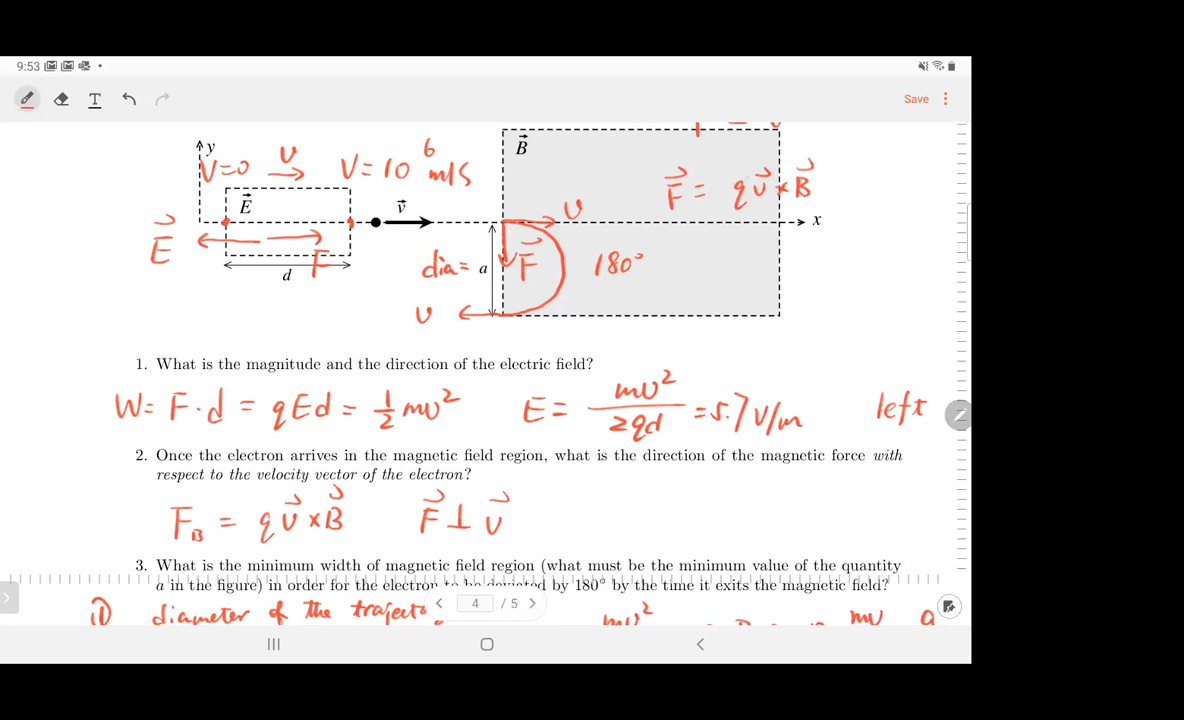 9:53
T
Save
y
V=0 υ V=10⁶ m/s
B⃗
E⃗
v⃗
F⃗ = qυ⃗×B⃗
x
E⃗
F
d
dia= a
F⃗
υ
180°
υ
1. What is the magnitude and the direction of the electric field?
W= F·d = qEd = ½mυ² E= mυ²/2qd =5.7 V/m left
2. Once the electron arrives in the magnetic field region, what is the direction of the magnetic force with
respect to the velocity vector of the electron?
F_B = qυ⃗×B⃗ F⃗⊥υ⃗
3. What is the minimum width of magnetic field region (what must be the minimum value of the quantity
a in the figure) in order for the electron to be deviated by 180° by the time it exits the magnetic field?
4 / 5
① diameter of the traject mυ² mυ a